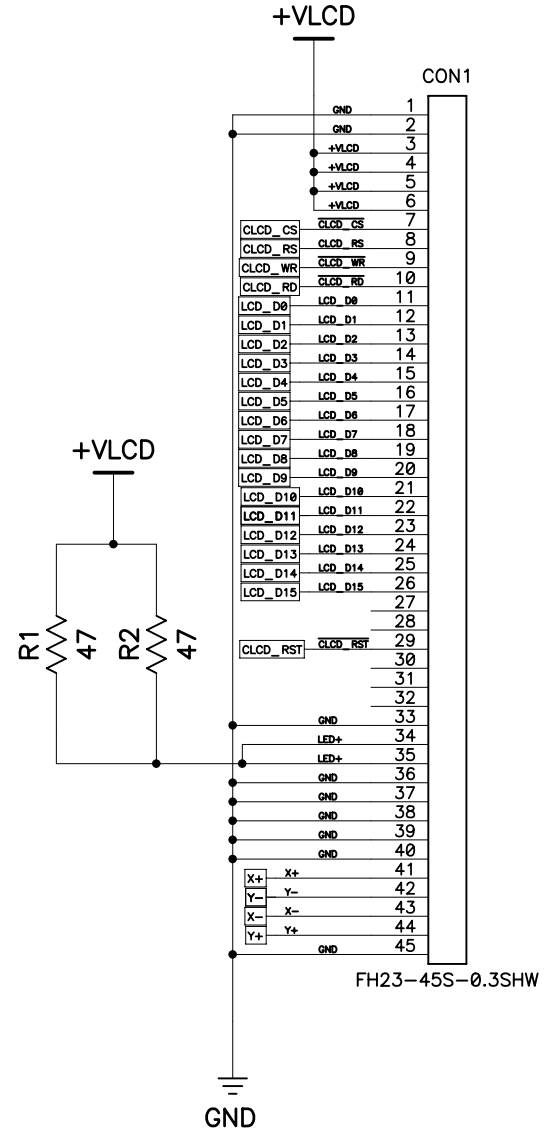 +VLCD
CON1
GND 1
GND 2
+VLCD 3
+VLCD 4
+VLCD 5
+VLCD 6
CLCD_CS CLCD_CS 7
CLCD_RS CLCD_RS 8
CLCD_WR CLCD_WR 9
CLCD_RD CLCD_RD 10
LCD_D0 LCD_D0 11
LCD_D1 LCD_D1 12
LCD_D2 LCD_D2 13
LCD_D3 LCD_D3 14
LCD_D4 LCD_D4 15
LCD_D5 LCD_D5 16
LCD_D6 LCD_D6 17
LCD_D7 LCD_D7 18
LCD_D8 LCD_D8 19
LCD_D9 LCD_D9 20
LCD_D10 LCD_D10 21
LCD_D11 LCD_D11 22
LCD_D12 LCD_D12 23
LCD_D13 LCD_D13 24
LCD_D14 LCD_D14 25
LCD_D15 LCD_D15 26
27
28
CLCD_RST CLCD_RST 29
30
31
32
GND 33
LED+ 34
LED+ 35
GND 36
GND 37
GND 38
GND 39
GND 40
X+ X+ 41
Y- Y- 42
X- X- 43
Y+ Y+ 44
GND 45
FH23-45S-0.3SHW
+VLCD
R1 47
R2 47
GND